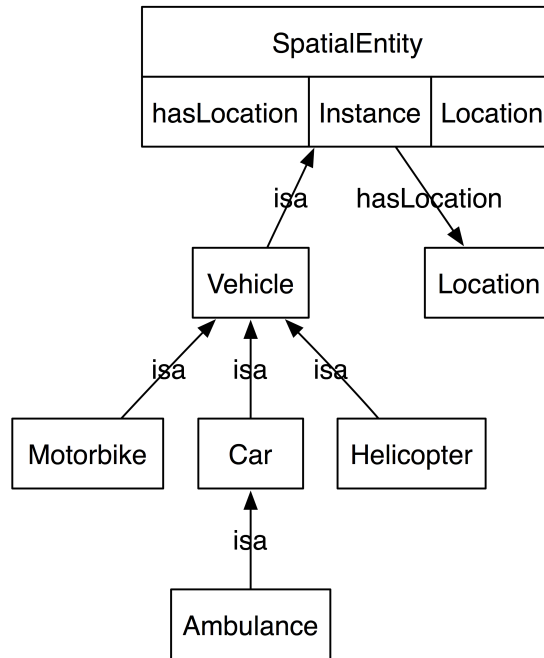 SpatialEntity
hasLocation Instance Location
isa hasLocation
Vehicle Location
isa isa isa
Motorbike Car Helicopter
isa
Ambulance